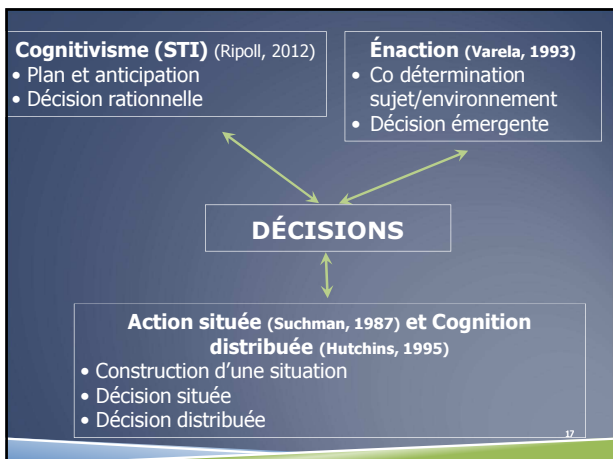 Cognitivisme (STI) (Ripoll, 2012)
• Plan et anticipation
• Décision rationnelle
Énaction (Varela, 1993)
• Co détermination
sujet/environnement
• Décision émergente
DÉCISIONS
Action située (Suchman, 1987) et Cognition
distribuée (Hutchins, 1995)
• Construction d'une situation
• Décision située
• Décision distribuée
17